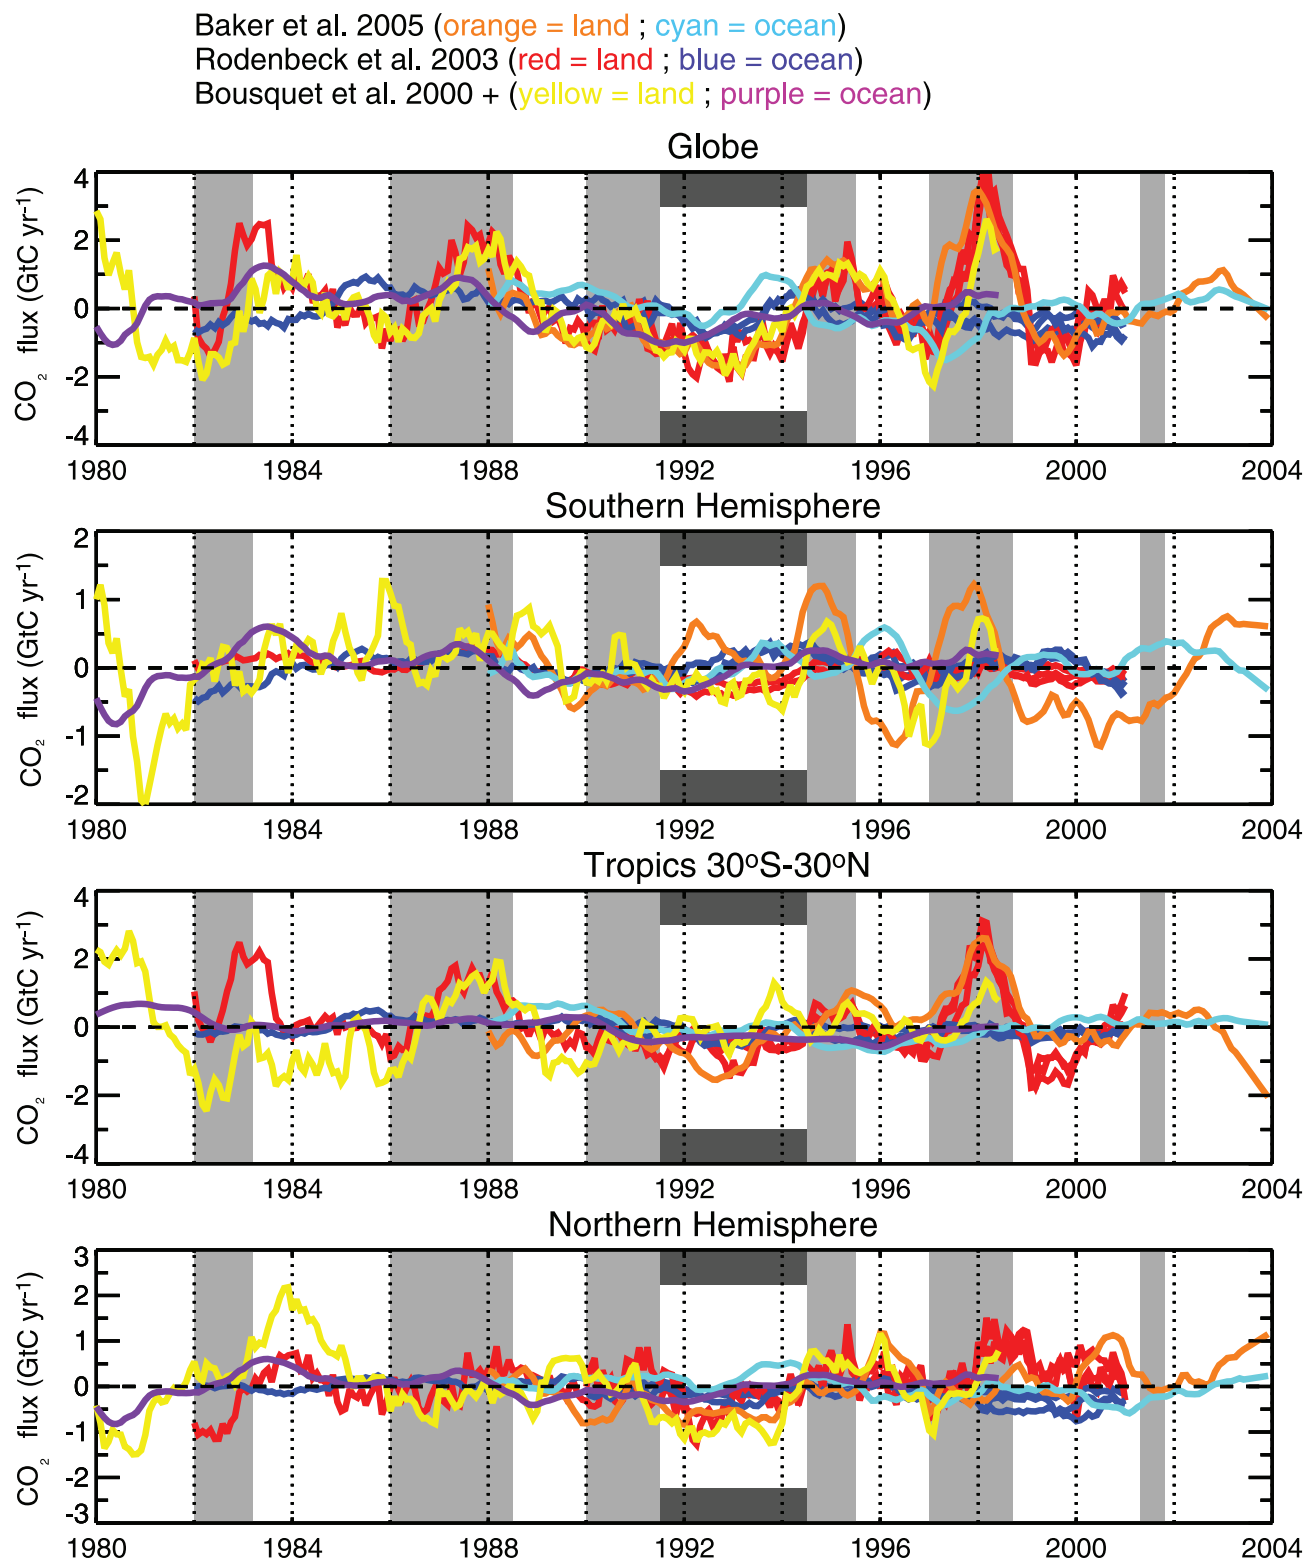 Baker et al. 2005 (orange = land ; cyan = ocean)
Rodenbeck et al. 2003 (red = land ; blue = ocean)
Bousquet et al. 2000 + (yellow = land ; purple = ocean)
Globe
CO₂ flux (GtC yr⁻¹)
4
2
0
-2
-4
1980 1984 1988 1992 1996 2000 2004
Southern Hemisphere
CO₂ flux (GtC yr⁻¹)
2
1
0
-1
-2
1980 1984 1988 1992 1996 2000 2004
Tropics 30°S-30°N
CO₂ flux (GtC yr⁻¹)
4
2
0
-2
-4
1980 1984 1988 1992 1996 2000 2004
Northern Hemisphere
CO₂ flux (GtC yr⁻¹)
3
2
1
0
-1
-2
-3
1980 1984 1988 1992 1996 2000 2004